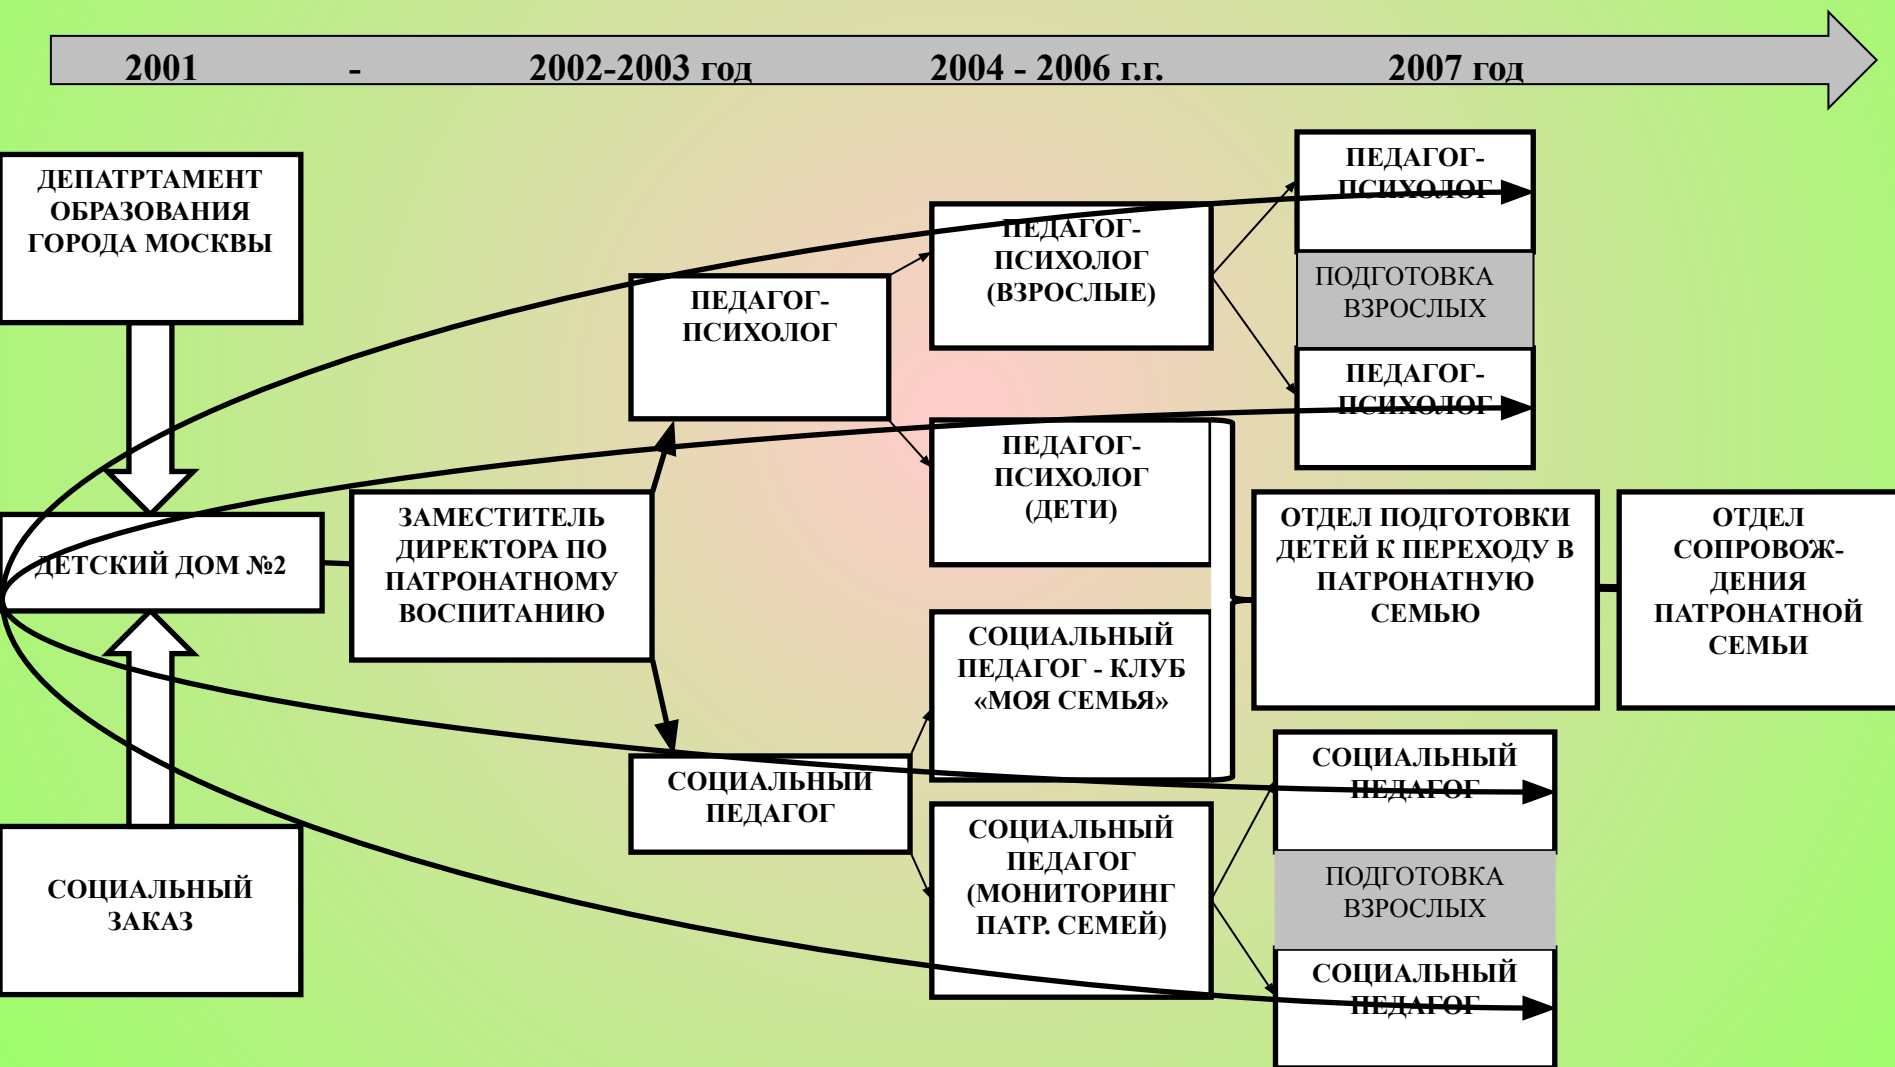 2001 - 2002-2003 год 2004 - 2006 г.г. 2007 год
ДЕПАТРТАМЕНТ
ОБРАЗОВАНИЯ
ГОРОДА МОСКВЫ
ДЕТСКИЙ ДОМ №2
СОЦИАЛЬНЫЙ
ЗАКАЗ
ЗАМЕСТИТЕЛЬ
ДИРЕКТОРА ПО
ПАТРОНАТНОМУ
ВОСПИТАНИЮ
ПЕДАГОГ-
ПСИХОЛОГ
СОЦИАЛЬНЫЙ
ПЕДАГОГ
ПЕДАГОГ-
ПСИХОЛОГ
(ВЗРОСЛЫЕ)
ПЕДАГОГ-
ПСИХОЛОГ
(ДЕТИ)
СОЦИАЛЬНЫЙ
ПЕДАГОГ - КЛУБ
«МОЯ СЕМЬЯ»
СОЦИАЛЬНЫЙ
ПЕДАГОГ
(МОНИТОРИНГ
ПАТР. СЕМЕЙ)
ПЕДАГОГ-
ПСИХОЛОГ
ПОДГОТОВКА
ВЗРОСЛЫХ
ПЕДАГОГ-
ПСИХОЛОГ
ОТДЕЛ ПОДГОТОВКИ
ДЕТЕЙ К ПЕРЕХОДУ В
ПАТРОНАТНУЮ
СЕМЬЮ
ОТДЕЛ
СОПРОВОЖ-
ДЕНИЯ
ПАТРОНАТНОЙ
СЕМЬИ
СОЦИАЛЬНЫЙ
ПЕДАГОГ
ПОДГОТОВКА
ВЗРОСЛЫХ
СОЦИАЛЬНЫЙ
ПЕДАГОГ